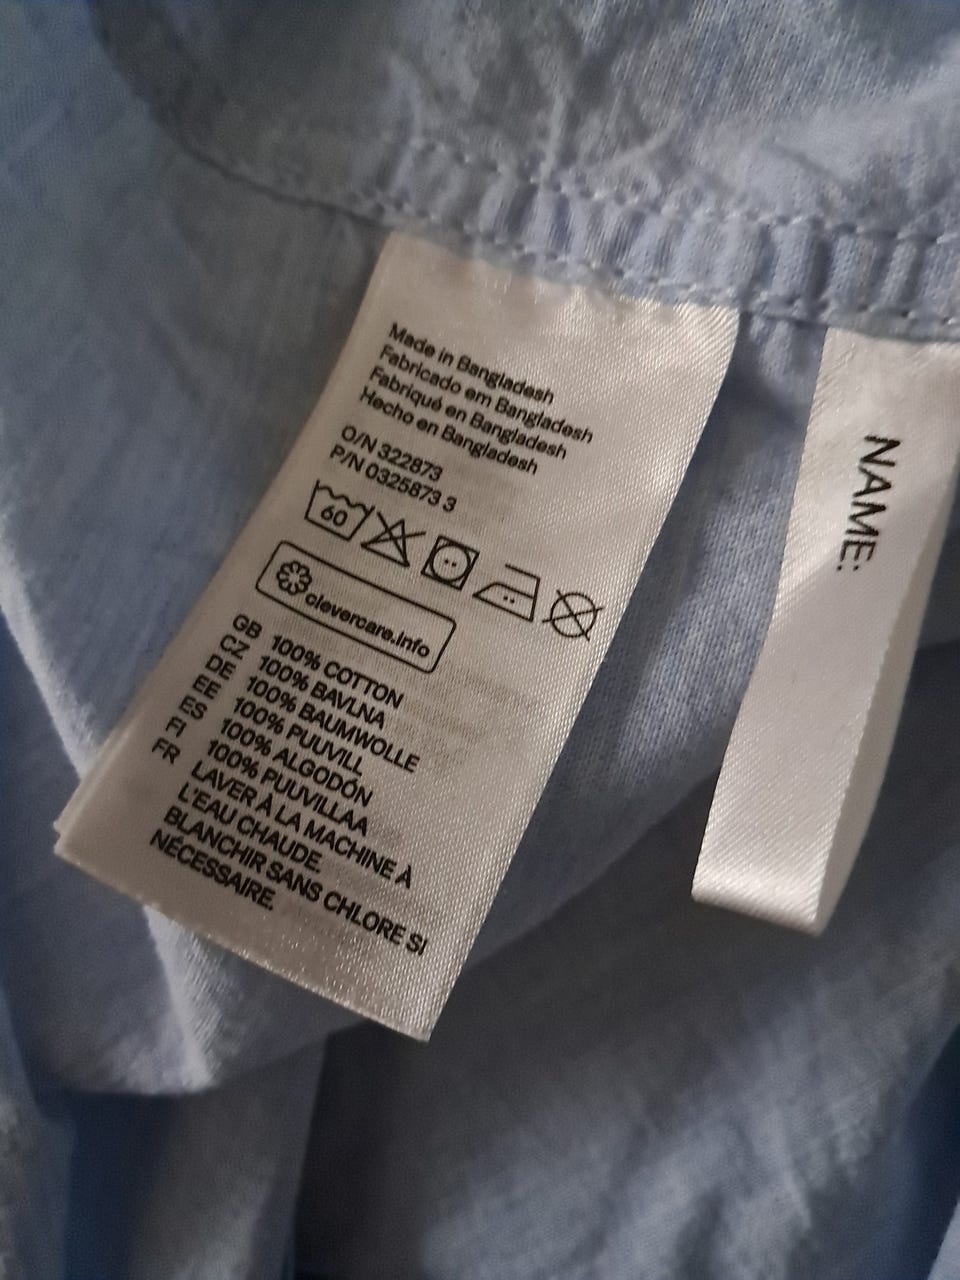 Made in Bangladesh
Fabricado em Bangladesh
Fabriqué en Bangladesh
Hecho en Bangladesh
O/N 322873
P/N 0325873 3
60
clevercare.info
GB 100% COTTON
CZ 100% BAVLNA
DE 100% BAUMWOLLE
EE 100% PUUVILL
ES 100% ALGODÓN
FI 100% PUUVILLAA
FR LAVER À LA MACHINE À
L'EAU CHAUDE.
BLANCHIR SANS CHLORE SI
NÉCESSAIRE.
NAME: